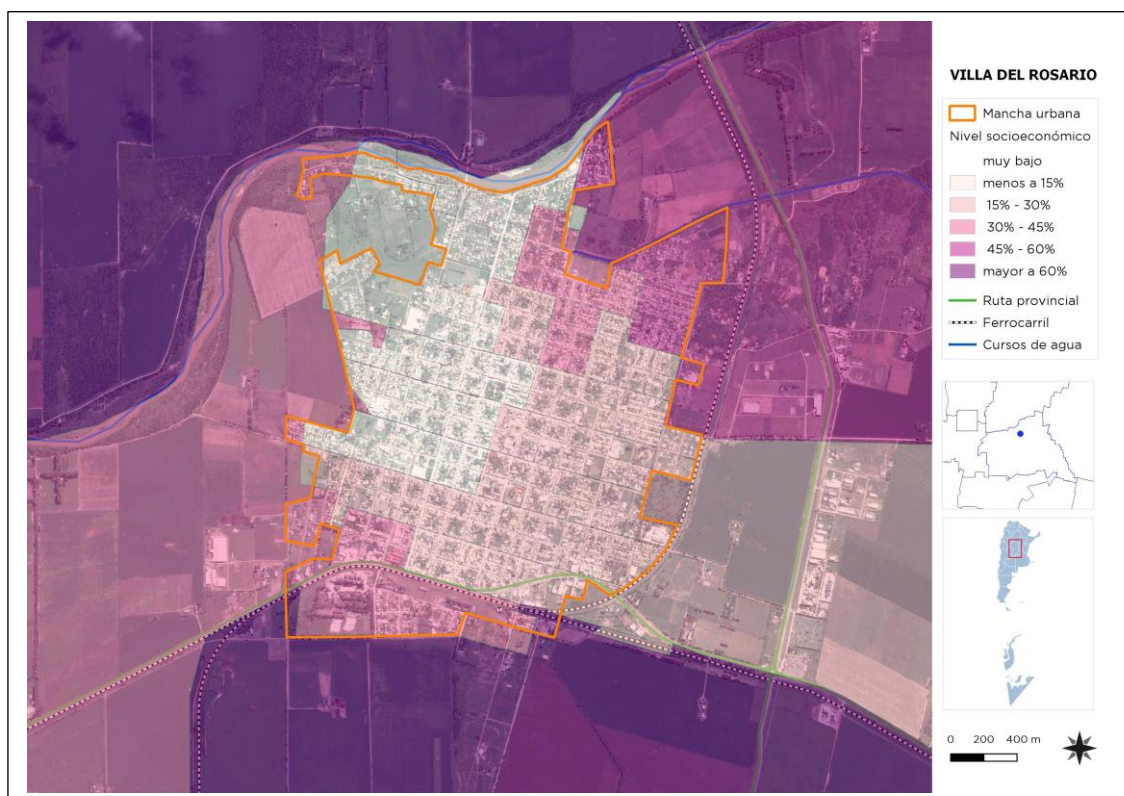 VILLA DEL ROSARIO
Mancha urbana
Nivel socioeconómico
muy bajo
menos a 15%
15% - 30%
30% - 45%
45% - 60%
mayor a 60%
Ruta provincial
Ferrocarril
Cursos de agua
0 200 400 m